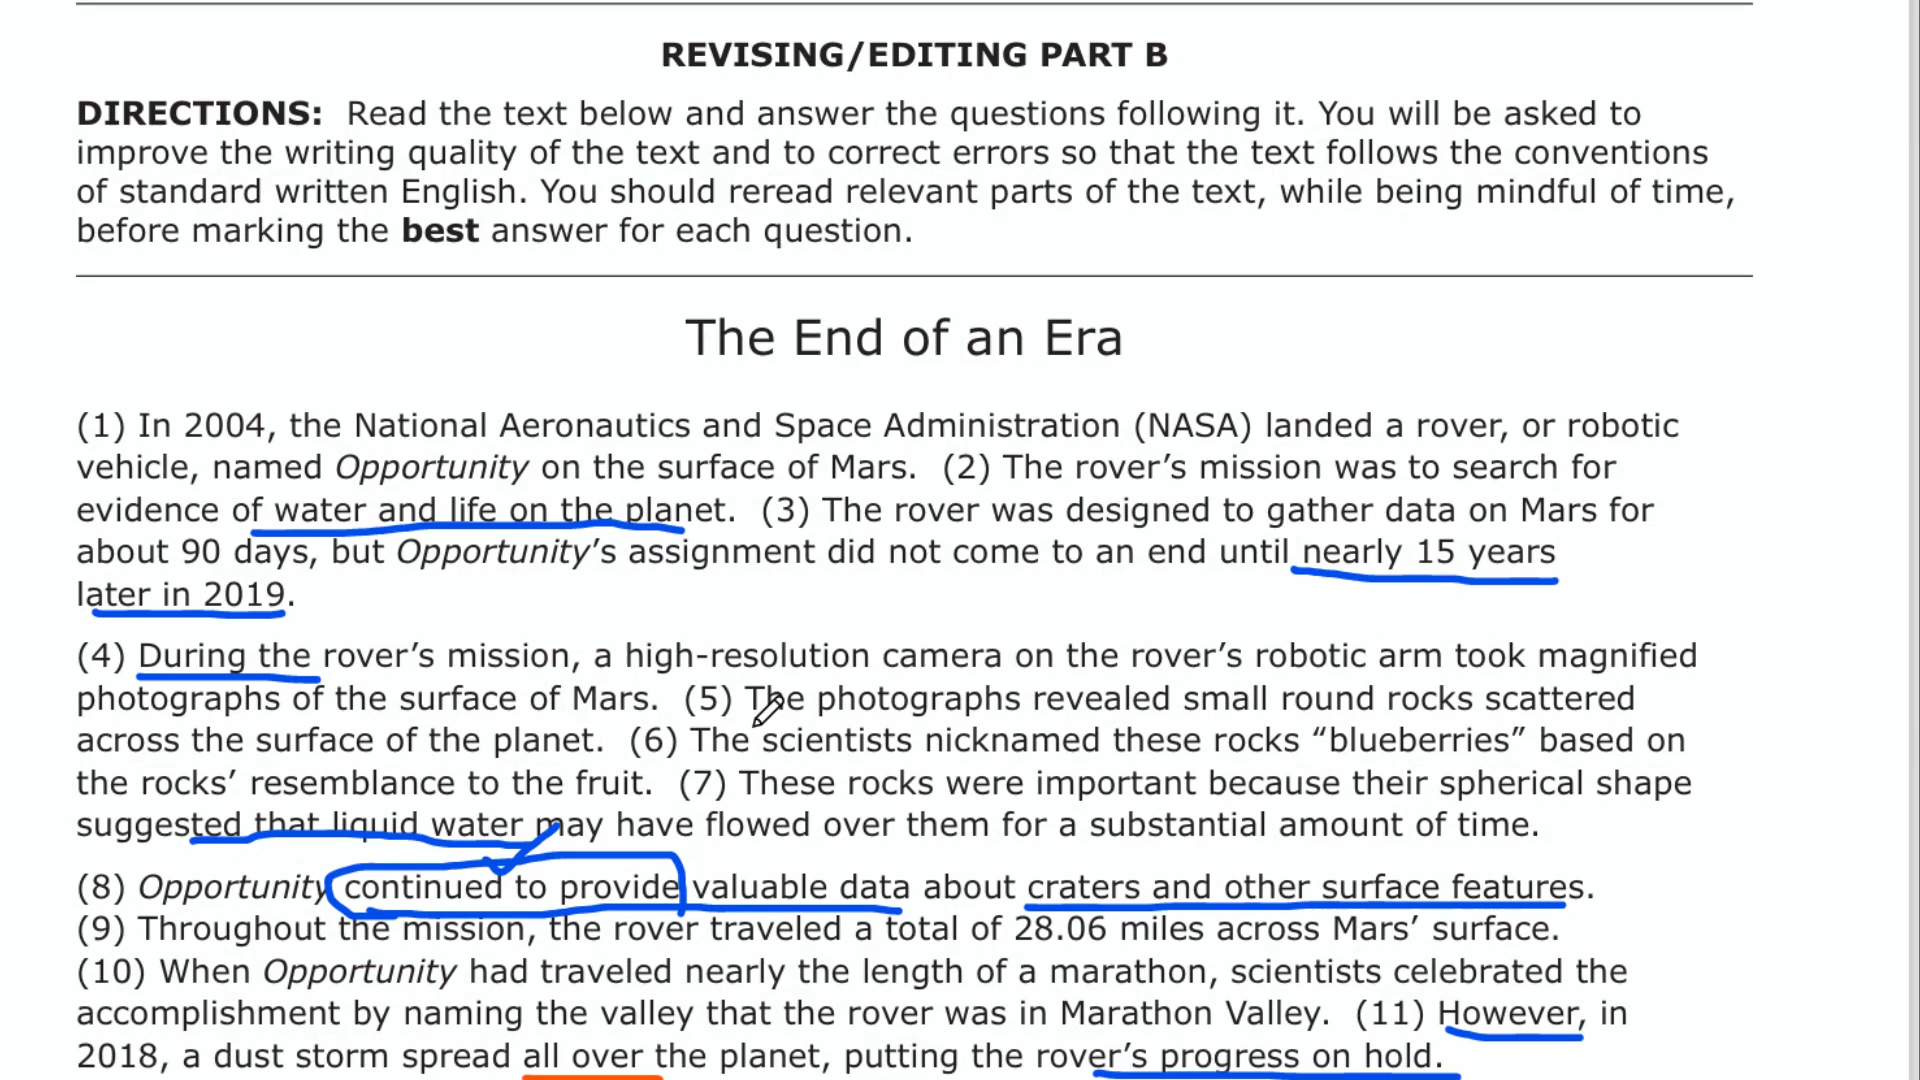 REVISING/EDITING PART B
DIRECTIONS: Read the text below and answer the questions following it. You will be asked to
improve the writing quality of the text and to correct errors so that the text follows the conventions
of standard written English. You should reread relevant parts of the text, while being mindful of time,
before marking the best answer for each question.
The End of an Era
(1) In 2004, the National Aeronautics and Space Administration (NASA) landed a rover, or robotic
vehicle, named Opportunity on the surface of Mars. (2) The rover’s mission was to search for
evidence of water and life on the planet. (3) The rover was designed to gather data on Mars for
about 90 days, but Opportunity’s assignment did not come to an end until nearly 15 years
later in 2019.
(4) During the rover’s mission, a high-resolution camera on the rover’s robotic arm took magnified
photographs of the surface of Mars. (5) The photographs revealed small round rocks scattered
across the surface of the planet. (6) The scientists nicknamed these rocks “blueberries” based on
the rocks’ resemblance to the fruit. (7) These rocks were important because their spherical shape
suggested that liquid water may have flowed over them for a substantial amount of time.
(8) Opportunity continued to provide valuable data about craters and other surface features.
(9) Throughout the mission, the rover traveled a total of 28.06 miles across Mars’ surface.
(10) When Opportunity had traveled nearly the length of a marathon, scientists celebrated the
accomplishment by naming the valley that the rover was in Marathon Valley. (11) However, in
2018, a dust storm spread all over the planet, putting the rover’s progress on hold.